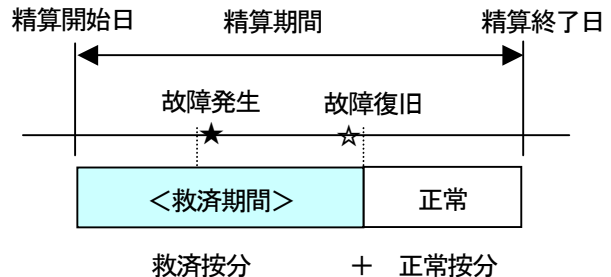 精算開始日 精算期間 精算終了日
故障発生 故障復旧
★ ☆
＜救済期間＞ 正常
救済按分 ＋ 正常按分